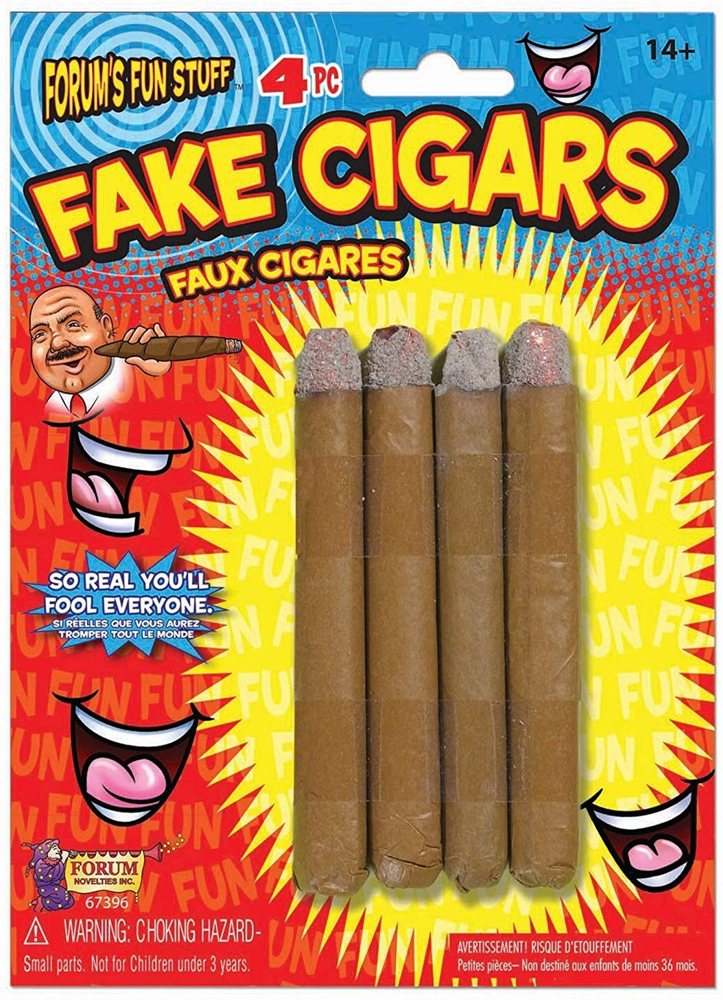 FORUM'S FUN STUFF™
4 PC
14+
FAKE CIGARS
FAUX CIGARES
SO REAL YOU'LL
FOOL EVERYONE.
SI RÉELLES QUE VOUS AUREZ
TROMPER TOUT LE MONDE
FORUM
NOVELTIES INC.
67396
WARNING: CHOKING HAZARD-
Small parts. Not for Children under 3 years.
AVERTISSEMENT! RISQUE D'ETOUFFEMENT
Petites pièces– Non destiné aux enfants de moins 36 mois.